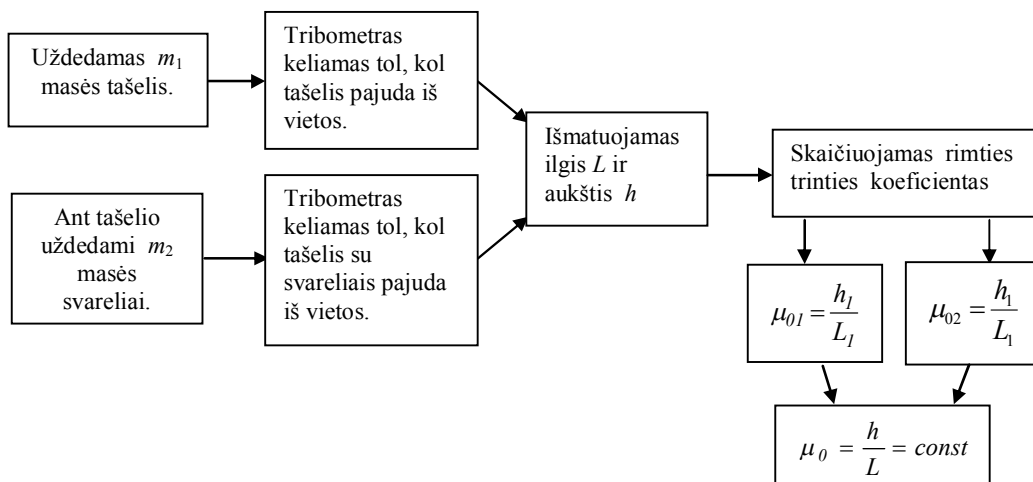 Uždedamas m₁
masės tašelis.
Tribometras
keliamas tol, kol
tašelis pajuda iš
vietos.
Ant tašelio
uždedami m₂
masės
svareliai.
Tribometras
keliamas tol, kol
tašelis su
svareliais pajuda
iš vietos.
Išmatuojamas
ilgis L ir
aukštis h
Skaičiuojamas rimties
trinties koeficientas
μ₀₁ = h₁/L₁
μ₀₂ = h₁/L₁
μ₀ = h/L = const